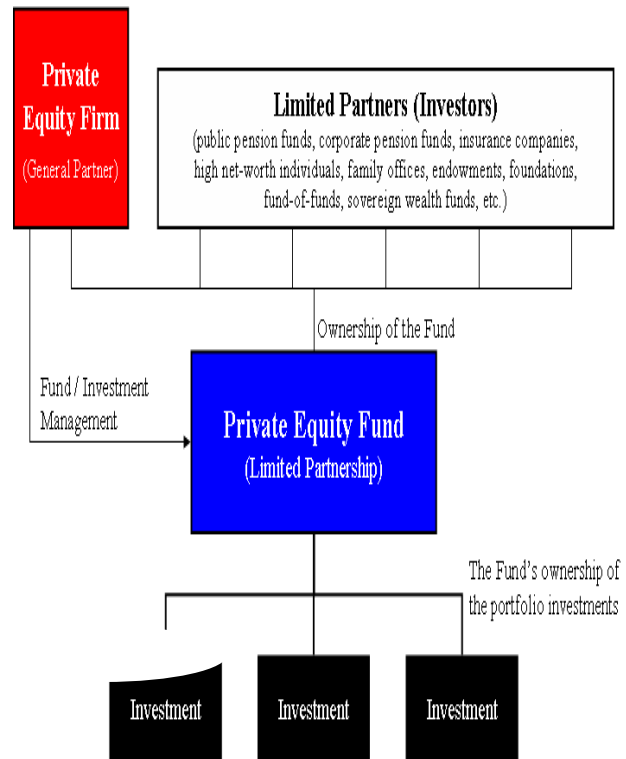 Private
Equity Firm
(General Partner)
Limited Partners (Investors)
(public pension funds, corporate pension funds, insurance companies,
high net-worth individuals, family offices, endowments, foundations,
fund-of-funds, sovereign wealth funds, etc.)
Ownership of the Fund
Fund / Investment
Management
Private Equity Fund
(Limited Partnership)
The Fund's ownership of
the portfolio investments
Investment
Investment
Investment